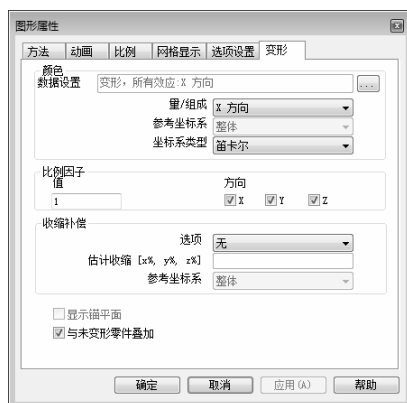 图形属性
方法 动画 比例 网格显示 选项设置 变形
颜色
数据设置 变形，所有效应:X 方向 ...
量/组成 X 方向
参考坐标系 整体
坐标系类型 笛卡尔
比例因子
值 方向
1 X Y Z
收缩补偿
选项 无
估计收缩 [x%, y%, z%]
参考坐标系 整体
显示锚平面
与未变形零件叠加
确定 取消 应用(A) 帮助